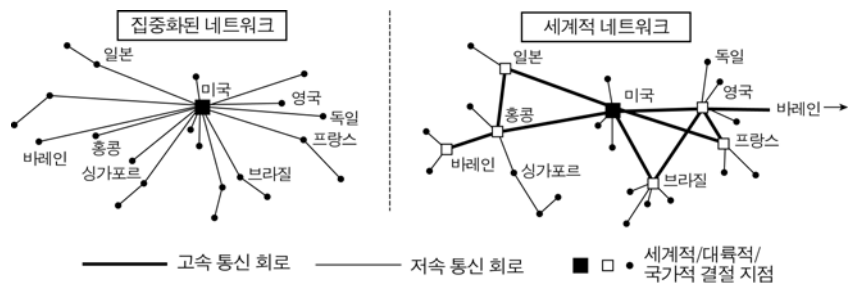 집중화된 네트워크
일본
미국
영국
독일
프랑스
바레인
홍콩
싱가포르
브라질
세계적 네트워크
일본
독일
미국
영국
바레인
홍콩
프랑스
바레인
싱가포르
브라질
고속 통신 회로
저속 통신 회로
세계적/대륙적/
국가적 결절 지점